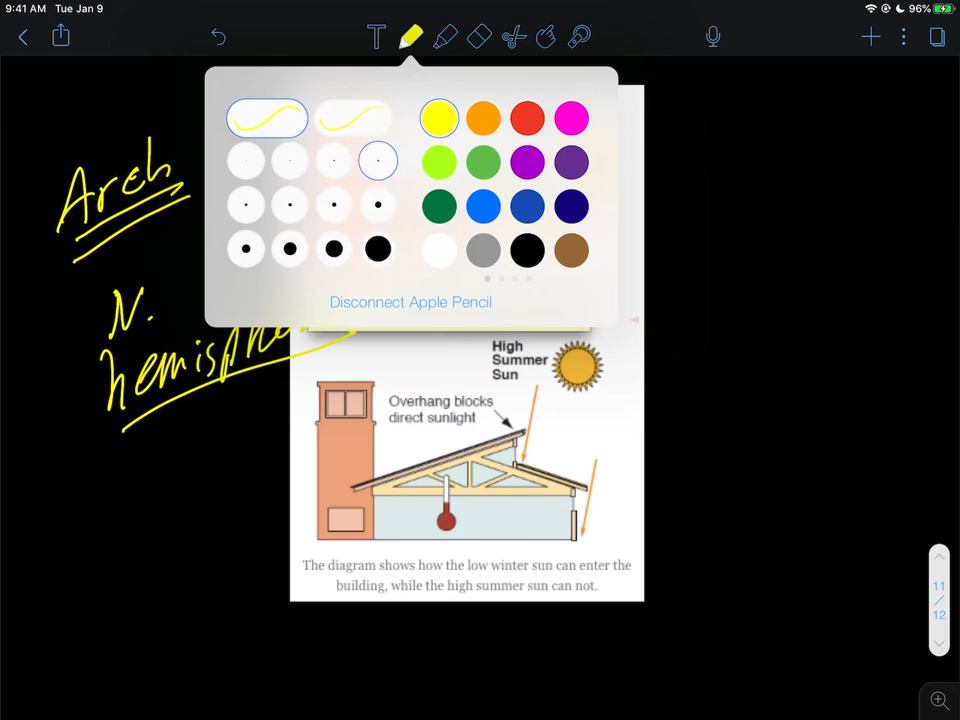 9:41 AM Tue Jan 9
96%
Arch
N.
Disconnect Apple Pencil
High
Summer
Sun
Overhang blocks
direct sunlight
11
/
12
The diagram shows how the low winter sun can enter the
building, while the high summer sun can not.